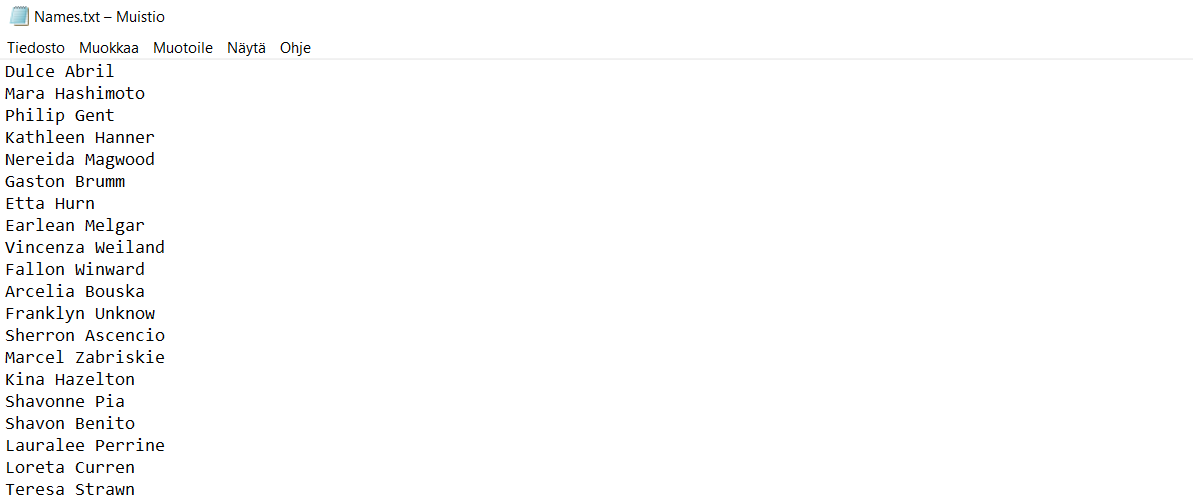 Names.txt – Muistio
Tiedosto Muokkaa Muotoile Näytä Ohje
Dulce Abril
Mara Hashimoto
Philip Gent
Kathleen Hanner
Nereida Magwood
Gaston Brumm
Etta Hurn
Earlean Melgar
Vincenza Weiland
Fallon Winward
Arcelia Bouska
Franklyn Unknow
Sherron Ascencio
Marcel Zabriskie
Kina Hazelton
Shavonne Pia
Shavon Benito
Lauralee Perrine
Loreta Curren
Teresa Strawn